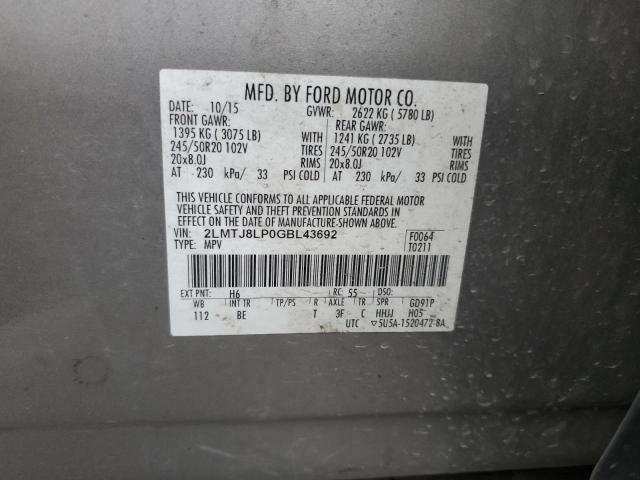 MFD. BY FORD MOTOR CO.
DATE: 10/15 GVWR: 2622 KG ( 5780 LB)
FRONT GAWR: REAR GAWR:
1395 KG ( 3075 LB) WITH 1241 KG ( 2735 LB) WITH
245/50R20 102V TIRES 245/50R20 102V TIRES
20x8.0J RIMS 20x8.0J RIMS
AT 230 kPa/ 33 PSI COLD AT 230 kPa/ 33 PSI COLD
THIS VEHICLE CONFORMS TO ALL APPLICABLE FEDERAL MOTOR
VEHICLE SAFETY AND THEFT PREVENTION STANDARDS IN
EFFECT ON THE DATE OF MANUFACTURE SHOWN ABOVE.
VIN: 2LMTJ8LP0GBL43692 F0064
TYPE: MPV T0211
EXT PNT: H6 RC: 55 DSO:
WB INT TR TP/PS R AXLE TR SPR GD91P
112 BE T 3F C HHJJ H05
UTC ▽5U5A-1520472-BA